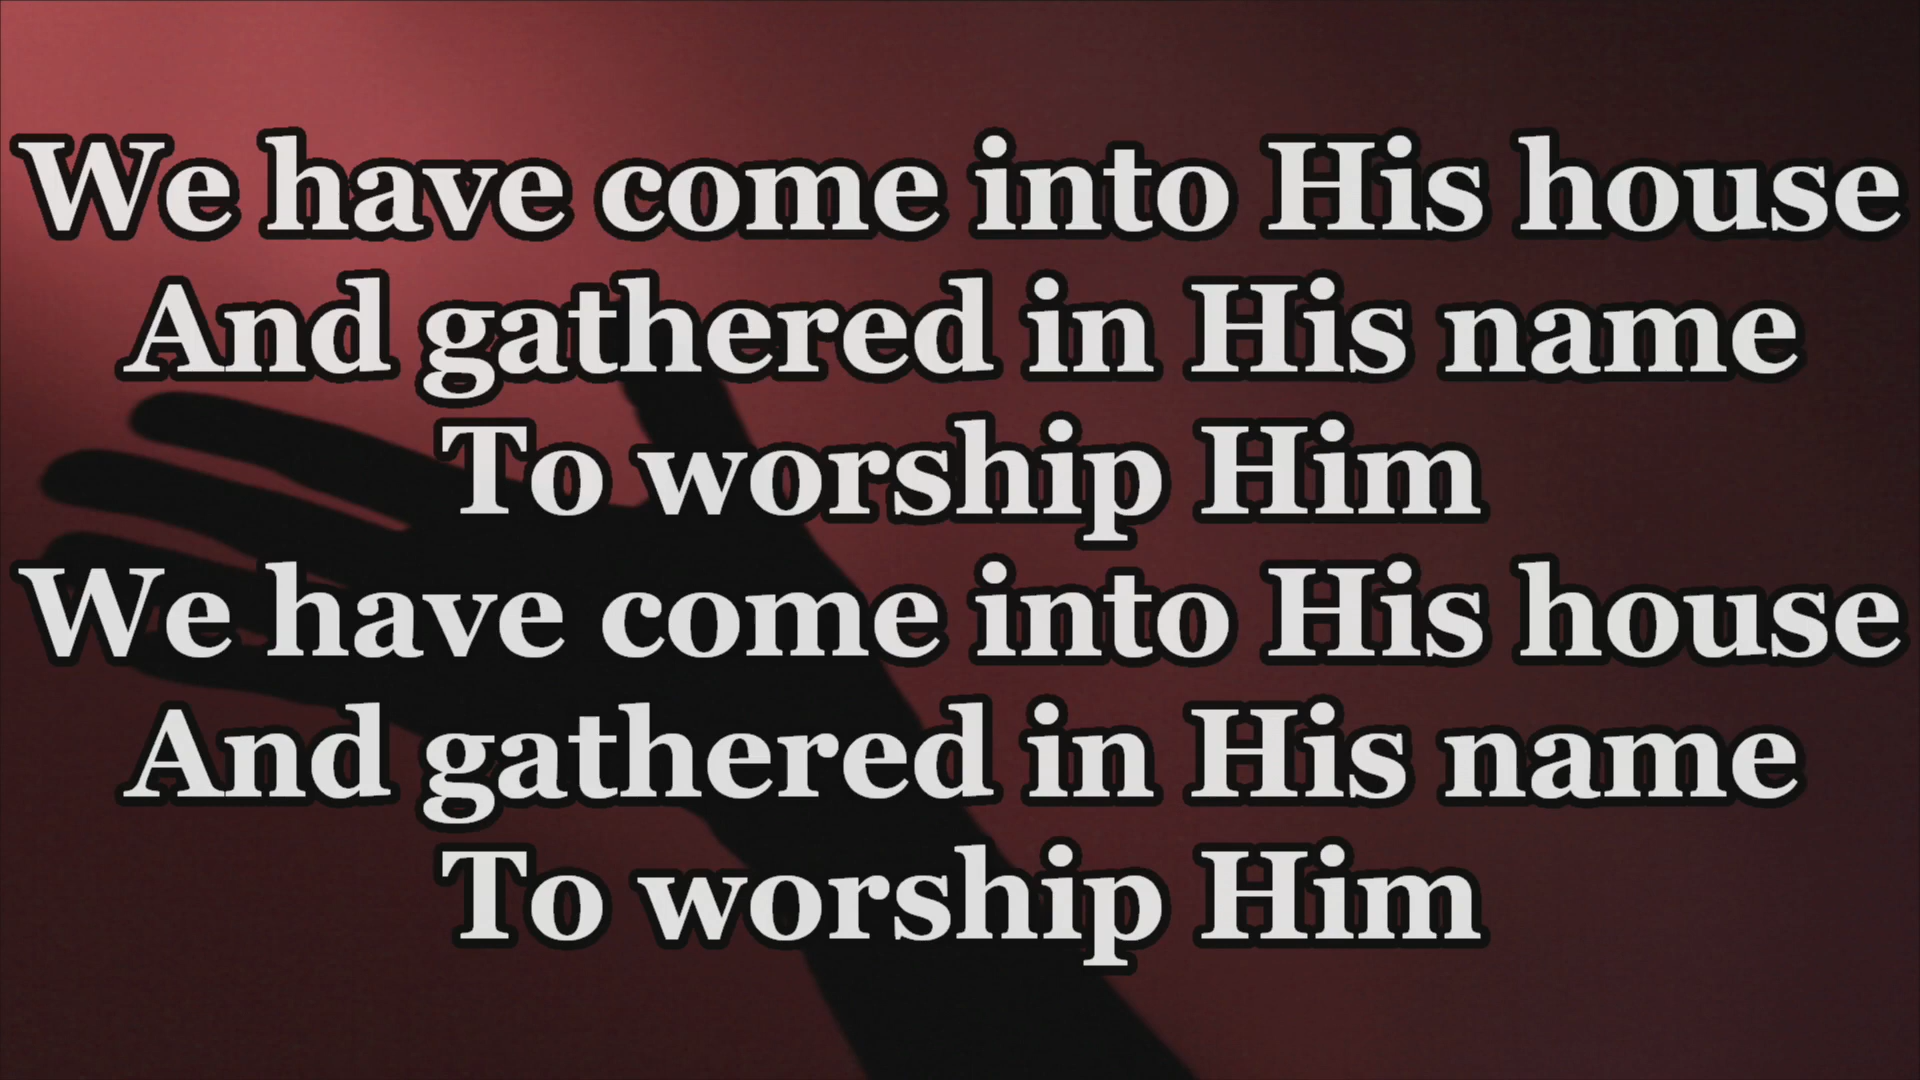 We have come into His house
And gathered in His name
To worship Him
We have come into His house
And gathered in His name
To worship Him